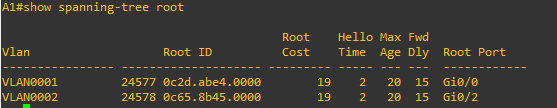 A1#show spanning-tree root
Root Hello Max Fwd
Vlan Root ID Cost Time Age Dly Root Port
---------------- -------------------- --------- ----- --- --- ------------
VLAN0001 24577 0c2d.abe4.0000 19 2 20 15 Gi0/0
VLAN0002 24578 0c65.8b45.0000 19 2 20 15 Gi0/2